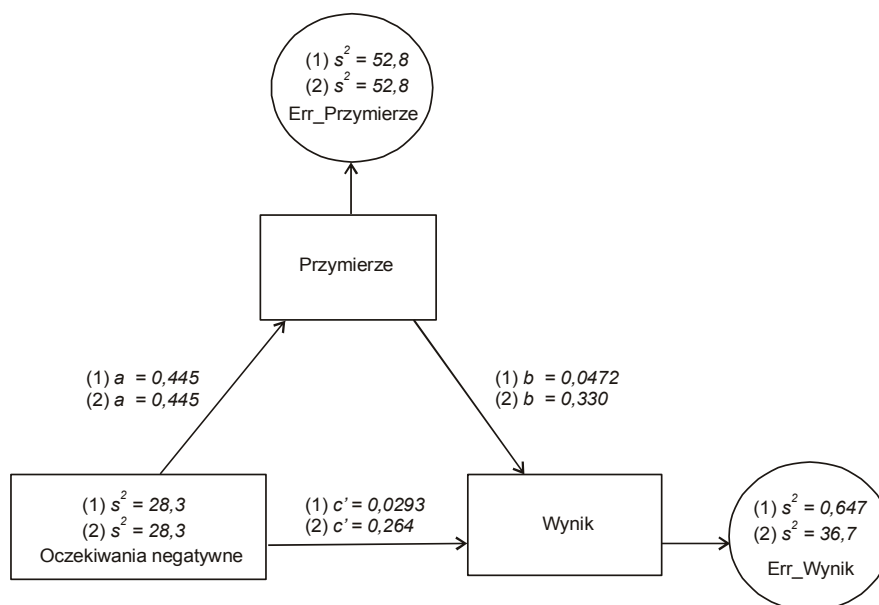 (1) s² = 52,8
(2) s² = 52,8
Err_Przymierze
Przymierze
(1) a = 0,445
(2) a = 0,445
(1) b = 0,0472
(2) b = 0,330
(1) s² = 28,3
(2) s² = 28,3
Oczekiwania negatywne
(1) c’ = 0,0293
(2) c’ = 0,264
Wynik
(1) s² = 0,647
(2) s² = 36,7
Err_Wynik